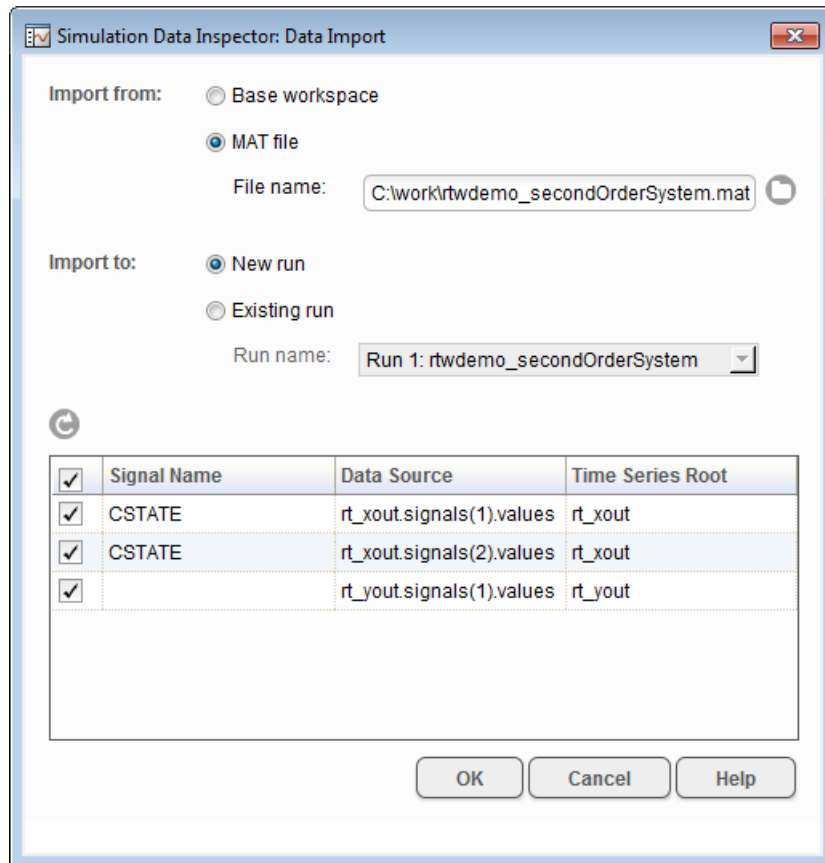 Simulation Data Inspector: Data Import
Import from: Base workspace
MAT file
File name: C:\work\rtwdemo_secondOrderSystem.mat
Import to: New run
Existing run
Run name: Run 1: rtwdemo_secondOrderSystem
Signal Name Data Source Time Series Root
CSTATE rt_xout.signals(1).values rt_xout
CSTATE rt_xout.signals(2).values rt_xout
rt_yout.signals(1).values rt_yout
OK Cancel Help